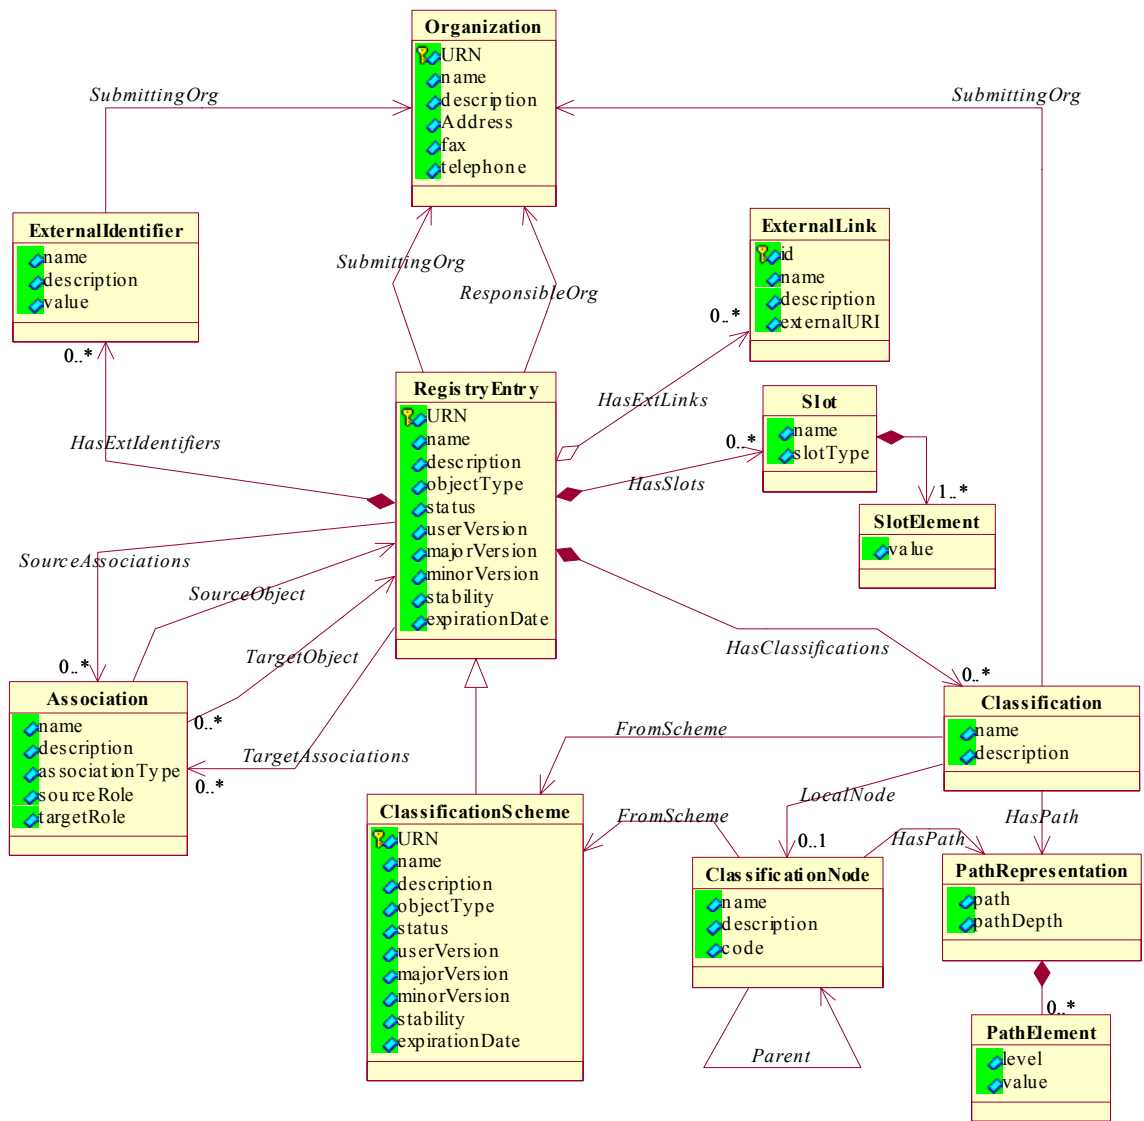 Organization
URN
name
description
Address
fax
telephone
SubmittingOrg
SubmittingOrg
ExternalIdentifier
name
description
value
0..*
SubmittingOrg
ResponsibleOrg
ExternalLink
id
name
description
externalURI
0..*
HasExtLinks
HasExtIdentifiers
RegistryEntry
URN
name
description
objectType
status
userVersion
majorVersion
minorVersion
stability
expirationDate
Slot
name
slotType
0..*
HasSlots
1..*
SlotElement
value
SourceAssociations
SourceObject
TargetObject
HasClassifications
0..*
0..*
Association
name
description
associationType
sourceRole
targetRole
0..*
TargetAssociations
0..*
Classification
name
description
FromScheme
LocalNode
HasPath
ClassificationScheme
URN
name
description
objectType
status
userVersion
majorVersion
minorVersion
stability
expirationDate
FromScheme
0..1
HasPath
ClassificationNode
name
description
code
Parent
PathRepresentation
path
pathDepth
0..*
PathElement
level
value